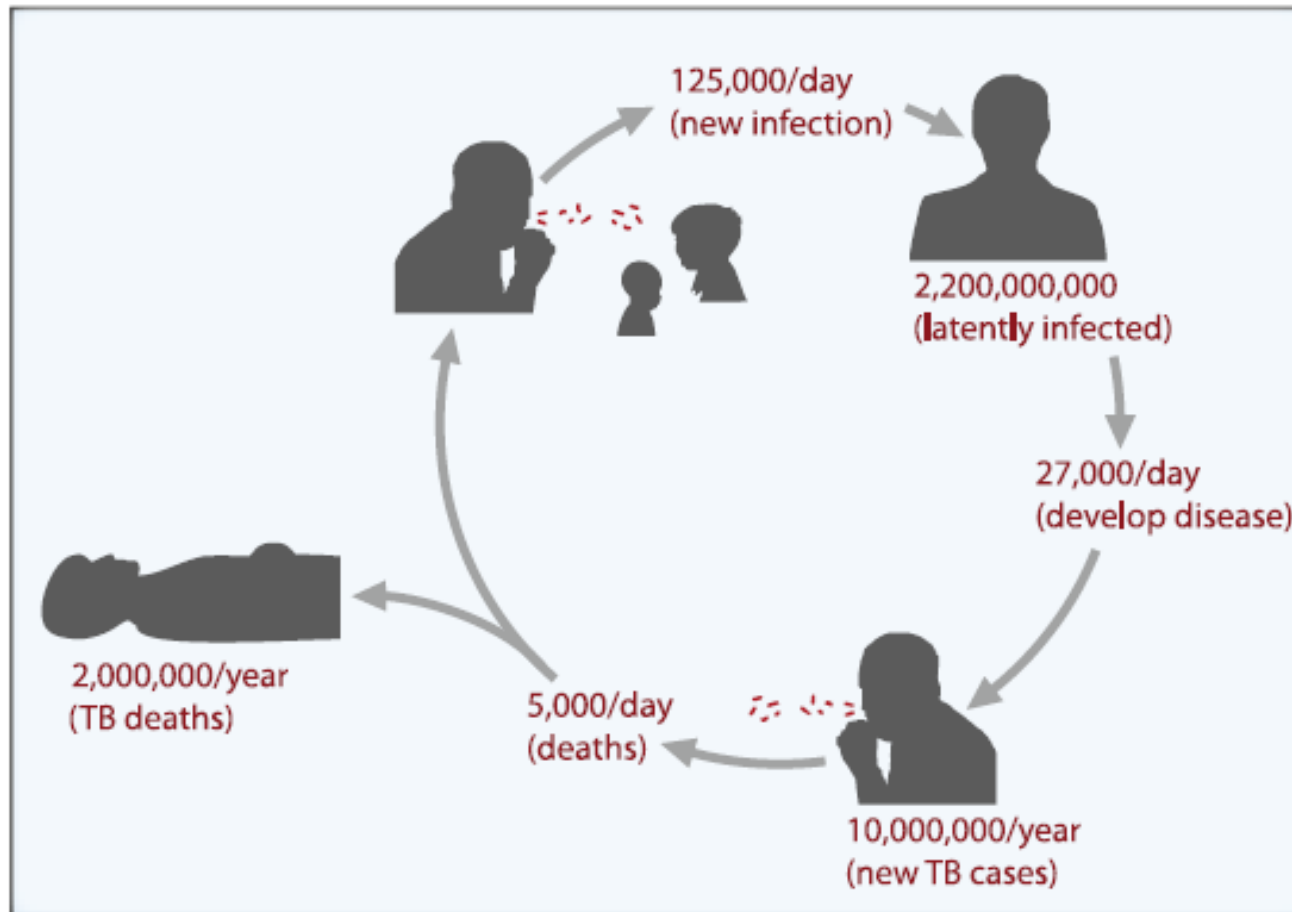 125,000/day
(new infection)
2,200,000,000
(latently infected)
27,000/day
(develop disease)
10,000,000/year
(new TB cases)
5,000/day
(deaths)
2,000,000/year
(TB deaths)